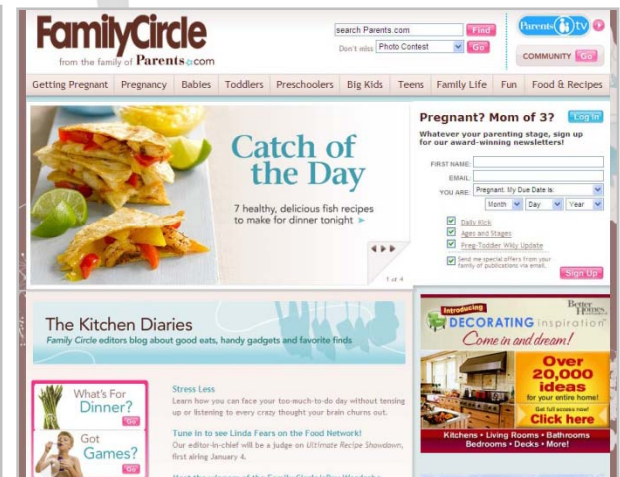 FamilyCircle
from the family of Parents.com
search Parents.com
Find
Don't miss Photo Contest
Go
Parents tv
COMMUNITY Go
Getting Pregnant Pregnancy Babies Toddlers Preschoolers Big Kids Teens Family Life Fun Food & Recipes
Catch of
the Day
7 healthy, delicious fish recipes
to make for dinner tonight
1 of 4
Pregnant? Mom of 3? Log In
Whatever your parenting stage, sign up
for our award-winning newsletters!
FIRST NAME:
EMAIL:
YOU ARE: Pregnant. My Due Date Is:
Month Day Year
Daily Kick
Ages and Stages
Preg-Toddler Wkly Update
Send me special offers from your
family of publications via email.
Sign Up
The Kitchen Diaries
Family Circle editors blog about good eats, handy gadgets and favorite finds
What's For
Dinner?
Go
Got
Games?
Go
Stress Less
Learn how you can face your too-much-to-do day without tensing
up or listening to every crazy thought your brain churns out.
Tune in to see Linda Fears on the Food Network!
Our editor-in-chief will be a judge on Ultimate Recipe Showdown,
first airing January 4.
Introducing
Better Homes
DECORATING inspiration
Come in and dream!
Over
20,000
ideas
for your entire home!
Get full access now!
Click here
Kitchens • Living Rooms • Bathrooms
Bedrooms • Decks • More!